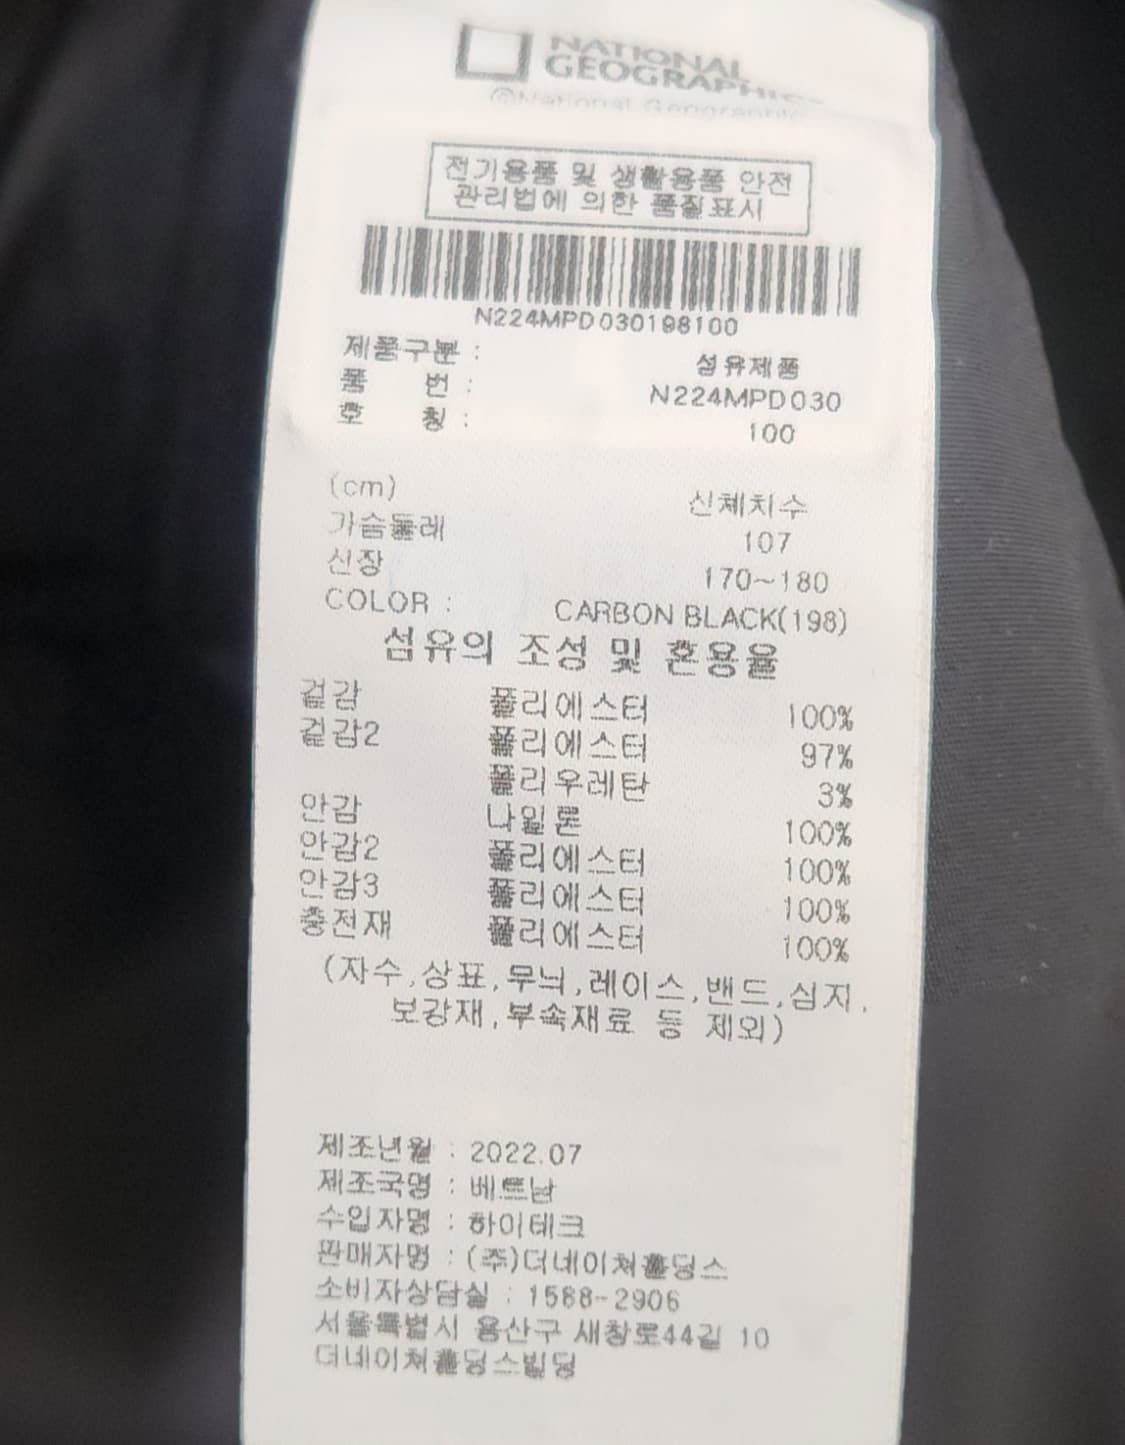 NATIONAL
GEOGRAPHIC
©National Geographic
전기용품 및 생활용품 안전
관리법에 의한 품질표시
N224MPD030198100
제품구분 : 섬유제품
품 번 : N224MPD030
호 칭 : 100
(cm) 신체치수
가슴둘레 107
신장 170~180
COLOR : CARBON BLACK(198)
섬유의 조성 및 혼용율
겉감 폴리에스터 100%
겉감2 폴리에스터 97%
폴리우레탄 3%
안감 나일론 100%
안감2 폴리에스터 100%
안감3 폴리에스터 100%
충전재 폴리에스터 100%
(자수,상표,무늬,레이스,밴드,심지,
보강재,부속재료 등 제외)
제조년월 : 2022.07
제조국명 : 베트남
수입자명 : 하이테크
판매자명 : (주)더네이쳐홀딩스
소비자상담실 : 1588-2906
서울특별시 용산구 새창로44길 10
더네이쳐홀딩스빌딩